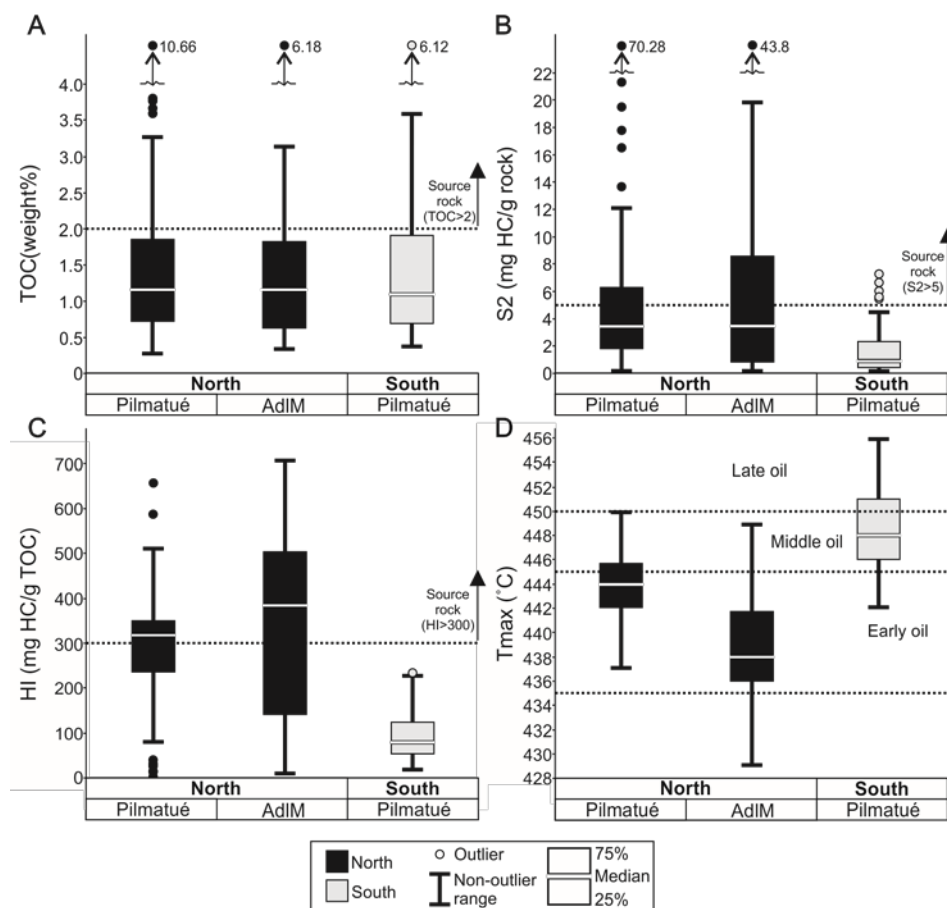 A
10.66
6.18
6.12
4.0
3.5
3.0
2.5
2.0
1.5
1.0
0.5
0
TOC(weight%)
Source
rock
(TOC>2)
North
South
Pilmatué
AdIM
Pilmatué
B
70.28
43.8
22
20
18
16
14
12
10
8
6
4
2
0
S2 (mg HC/g rock)
Source
rock
(S2>5)
North
South
Pilmatué
AdIM
Pilmatué
C
700
600
500
400
300
200
100
0
HI (mg HC/g TOC)
Source
rock
(HI>300)
North
South
Pilmatué
AdIM
Pilmatué
D
456
454
452
450
448
446
444
442
440
438
436
434
432
430
428
Tmax (°C)
Late oil
Middle oil
Early oil
North
South
Pilmatué
AdIM
Pilmatué
North
South
Outlier
Non-outlier
range
75%
Median
25%